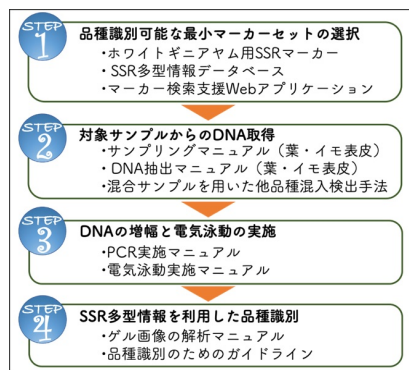 STEP
1
品種識別可能な最小マーカーセットの選択
・ホワイトギニアヤム用SSRマーカー
・SSR多型情報データベース
・マーカー検索支援Webアプリケーション
STEP
2
対象サンプルからのDNA取得
・サンプリングマニュアル（葉・イモ表皮）
・DNA抽出マニュアル（葉・イモ表皮）
・混合サンプルを用いた他品種混入検出手法
STEP
3
DNAの増幅と電気泳動の実施
・PCR実施マニュアル
・電気泳動実施マニュアル
STEP
4
SSR多型情報を利用した品種識別
・ゲル画像の解析マニュアル
・品種識別のためのガイドライン